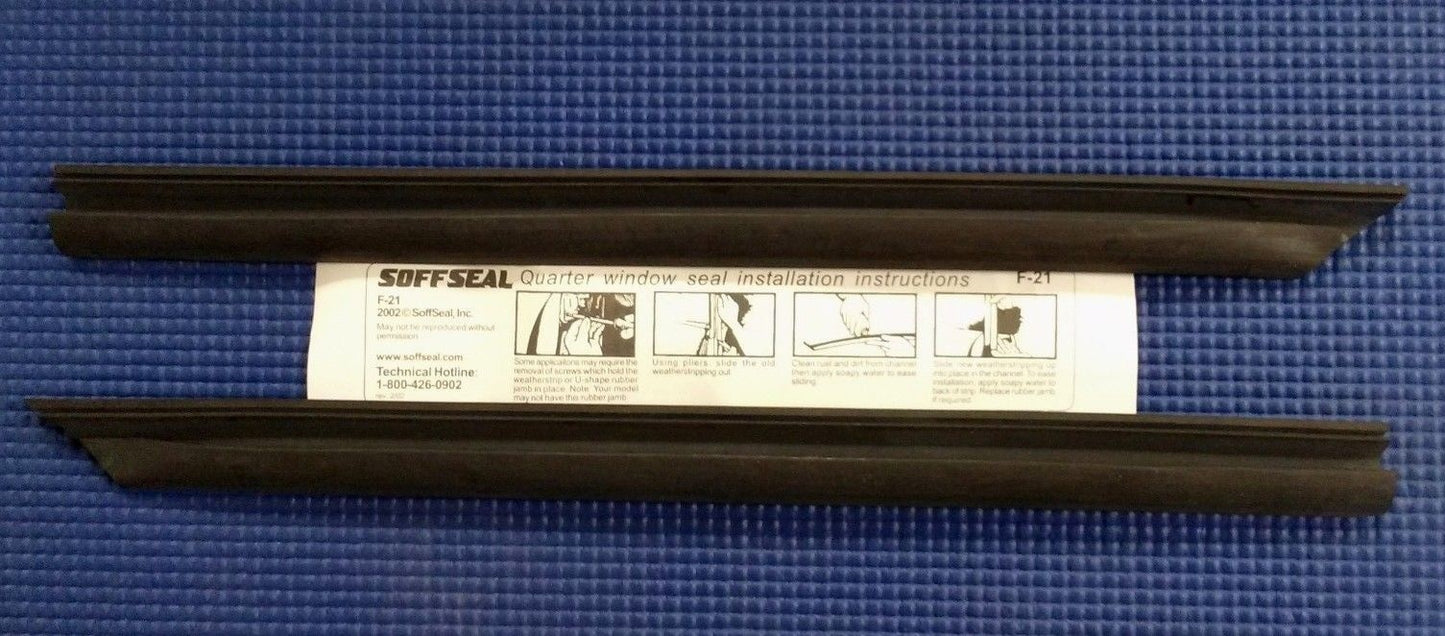 SOFFSEAL Quarter window seal installation instructions F-21
F-21
2002 © SoffSeal, Inc.
May not be reproduced without
permission
www.soffseal.com
Technical Hotline:
1-800-426-0902
rev.
Some applications may require the
removal of screws which hold the
weatherstrip or U-shape rubber
jamb in place. Note: Your model
may not have this rubber jamb
Using pliers, slide the old
weatherstripping out.
Clean rust and dirt from channel
then apply soapy water to ease
sliding.
Slide new weatherstripping up
into place in the channel. To ease
installation, apply soapy water to
back of strip. Replace rubber jamb
if required.